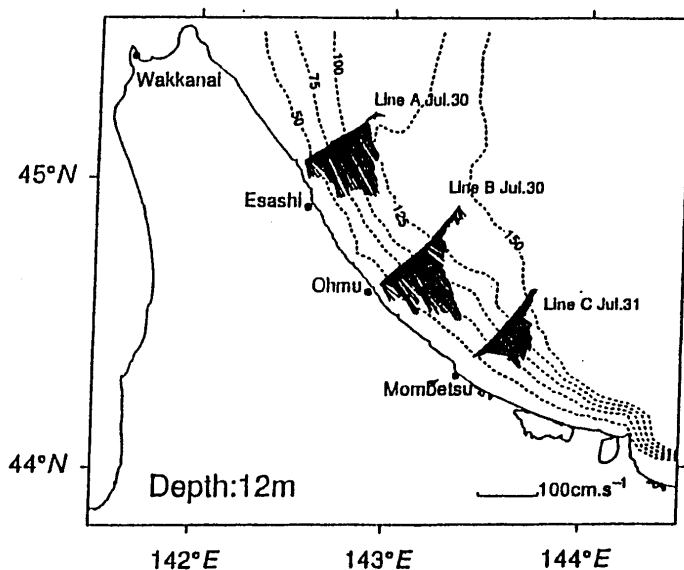 Wakkanai
50
75
100
Line A Jul.30
45°N
Esashi
Line B Jul.30
125
150
Ohmu
Line C Jul.31
Mombetsu
44°N
Depth:12m
100cm.s⁻¹
142°E
143°E
144°E